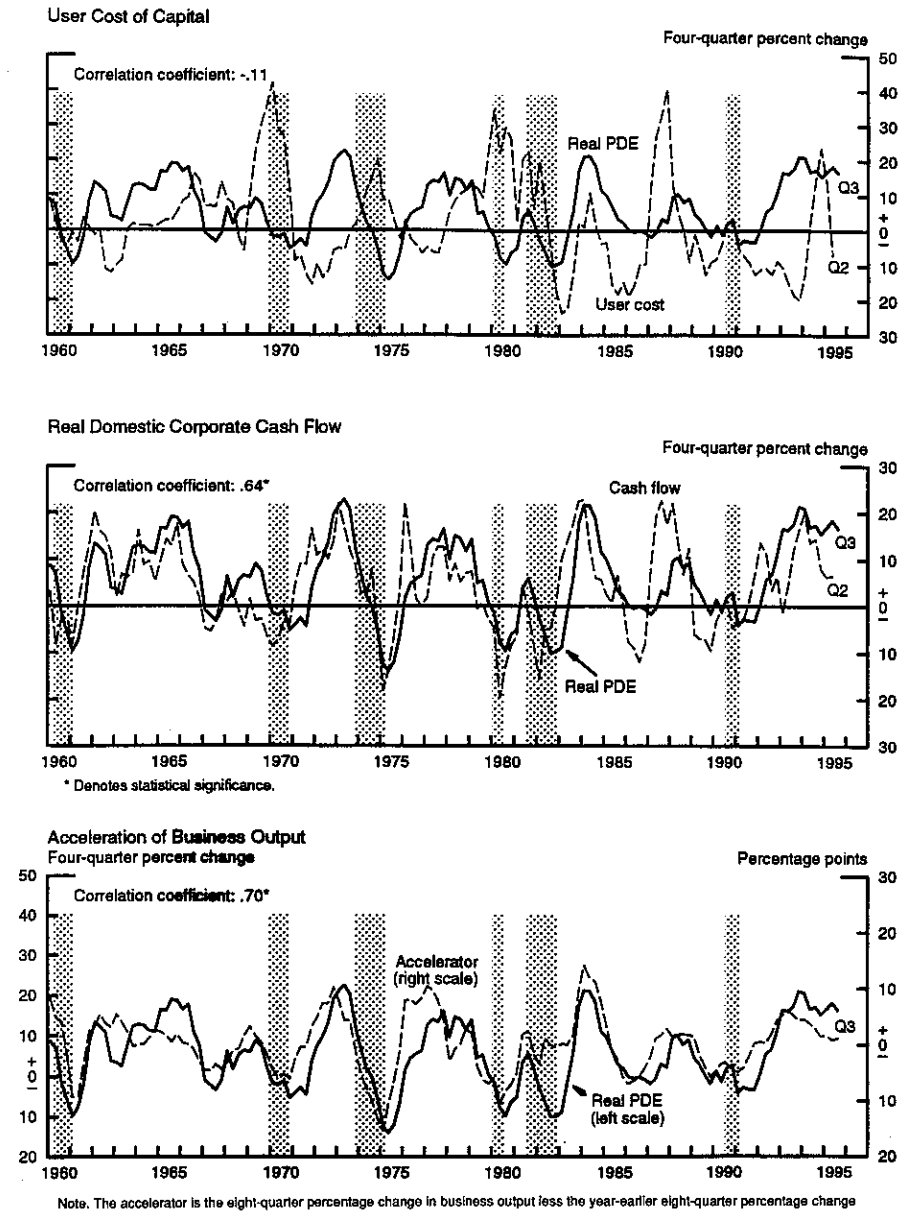 User Cost of Capital
Four-quarter percent change
Correlation coefficient: -.11
50
40
30
20
10
+
0
–
10
20
30
Real PDE
Q3
Q2
User cost
1960 1965 1970 1975 1980 1985 1990 1995
Real Domestic Corporate Cash Flow
Four-quarter percent change
Correlation coefficient: .64*
Cash flow
30
20
10
+
0
–
10
20
30
Q3
Q2
Real PDE
1960 1965 1970 1975 1980 1985 1990 1995
* Denotes statistical significance.
Acceleration of Business Output
Four-quarter percent change
Percentage points
50
40
30
20
10
+
0
10
20
Correlation coefficient: .70*
Accelerator
(right scale)
30
20
10
+
0
–
10
20
Q3
Real PDE
(left scale)
1960 1965 1970 1975 1980 1985 1990 1995
Note. The accelerator is the eight-quarter percentage change in business output less the year-earlier eight-quarter percentage change